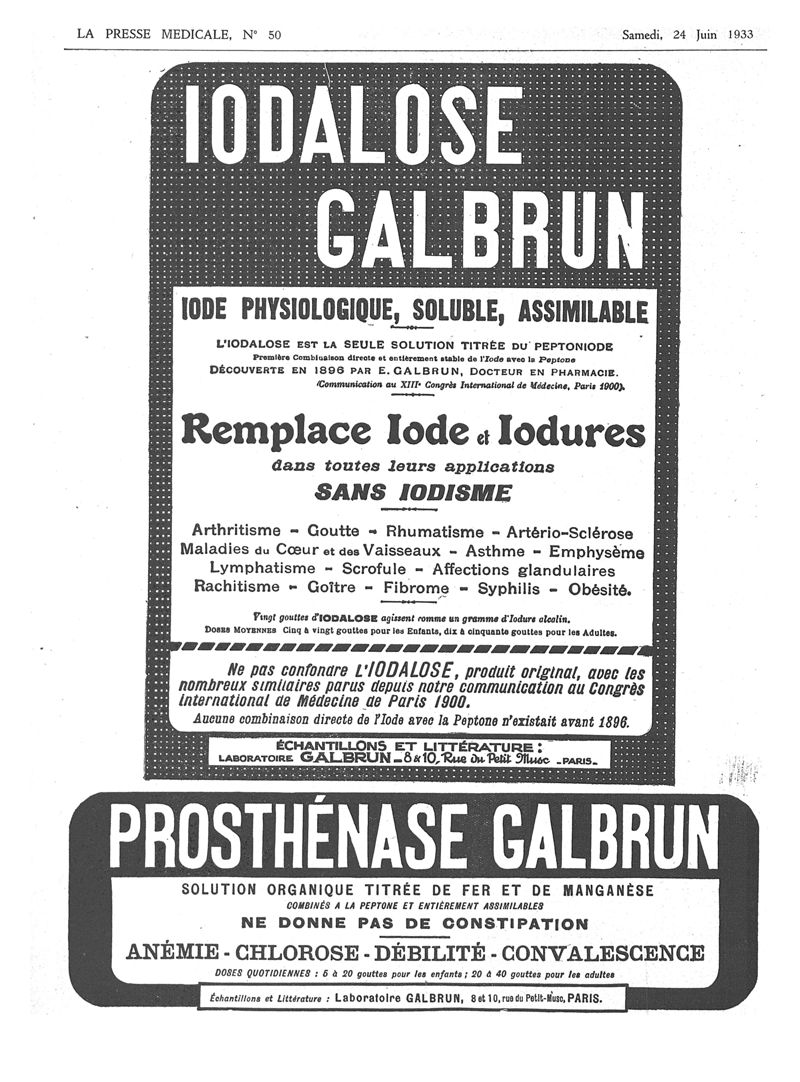 LA PRESSE MEDICALE, N° 50
Samedi, 24 Juin 1933
IODALOSE
GALBRUN
IODE PHYSIOLOGIQUE, SOLUBLE, ASSIMILABLE
L'IODALOSE EST LA SEULE SOLUTION TITRÉE DU PEPTONIODE
Première Combinaison directe et entièrement stable de l'Iode avec la Peptone
DÉCOUVERTE EN 1896 PAR E. GALBRUN, DOCTEUR EN PHARMACIE.
(Communication au XIIIe Congrès International de Médecine, Paris 1900).
Remplace Iode et Iodures
dans toutes leurs applications
SANS IODISME
Arthritisme - Goutte - Rhumatisme - Artério-Sclérose
Maladies du Cœur et des Vaisseaux - Asthme - Emphysème
Lymphatisme - Scrofule - Affections glandulaires
Rachitisme - Goître - Fibrome - Syphilis - Obésité.
Vingt gouttes d'IODALOSE agissent comme un gramme d'Iodure alcalin.
DOSES MOYENNES Cinq à vingt gouttes pour les Enfants, dix à cinquante gouttes pour les Adultes.
Ne pas confondre L'IODALOSE, produit original, avec les
nombreux similaires parus depuis notre communication au Congrès
International de Médecine de Paris 1900.
Aucune combinaison directe de l'Iode avec la Peptone n'existait avant 1896.
ÉCHANTILLONS ET LITTÉRATURE :
LABORATOIRE GALBRUN_8 & 10, Rue du Petit Musc _PARIS_
PROSTHÉNASE GALBRUN
SOLUTION ORGANIQUE TITRÉE DE FER ET DE MANGANÈSE
COMBINÉS A LA PEPTONE ET ENTIÈREMENT ASSIMILABLES
NE DONNE PAS DE CONSTIPATION
ANÉMIE - CHLOROSE - DÉBILITÉ - CONVALESCENCE
DOSES QUOTIDIENNES : 5 à 20 gouttes pour les enfants ; 20 à 40 gouttes pour les adultes
Échantillons et Littérature : Laboratoire GALBRUN, 8 et 10, rue du Petit-Musc, PARIS.